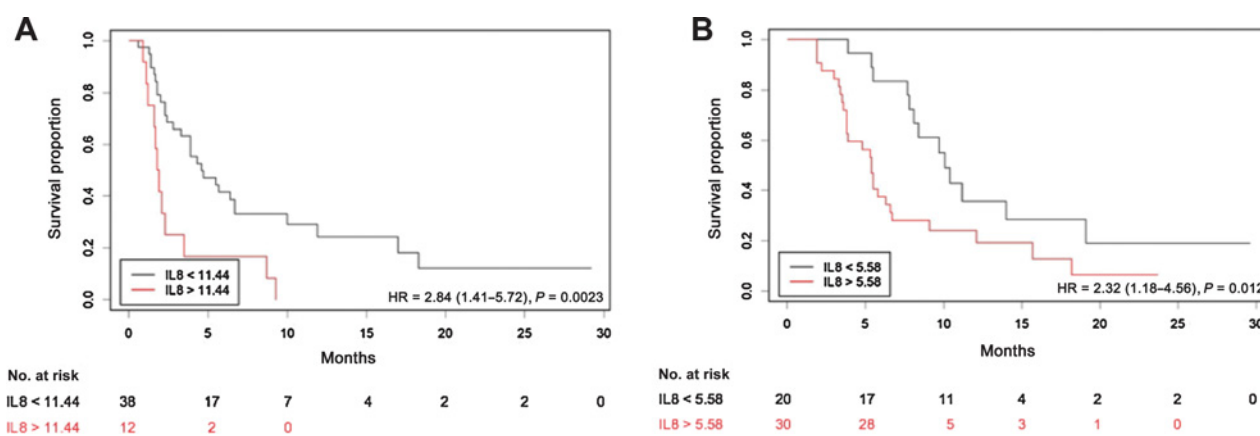 A
Survival proportion
1.0
0.8
0.6
0.4
0.2
0.0
IL8 < 11.44
IL8 > 11.44
HR = 2.84 (1.41–5.72), P = 0.0023
0 5 10 15 20 25 30
Months
No. at risk
IL8 < 11.44 38 17 7 4 2 2 0
IL8 > 11.44 12 2 0
B
Survival proportion
1.0
0.8
0.6
0.4
0.2
0.0
IL8 < 5.58
IL8 > 5.58
HR = 2.32 (1.18–4.56), P = 0.012
0 5 10 15 20 25 30
Months
No. at risk
IL8 < 5.58 20 17 11 4 2 2 0
IL8 > 5.58 30 28 5 3 1 0